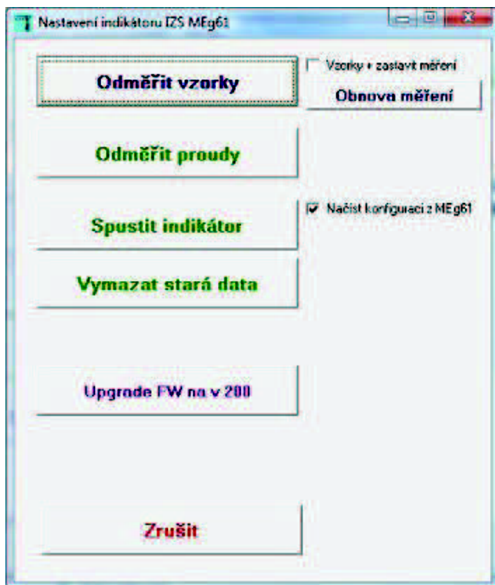 Nastavení indikátoru IZS MEg61
Odměřit vzorky
Vzorky + zastavit měření
Obnova měření
Odměřit proudy
Spustit indikátor
Načíst konfiguraci z MEg61
Vymazat stará data
Upgrade FW na v 200
Zrušit